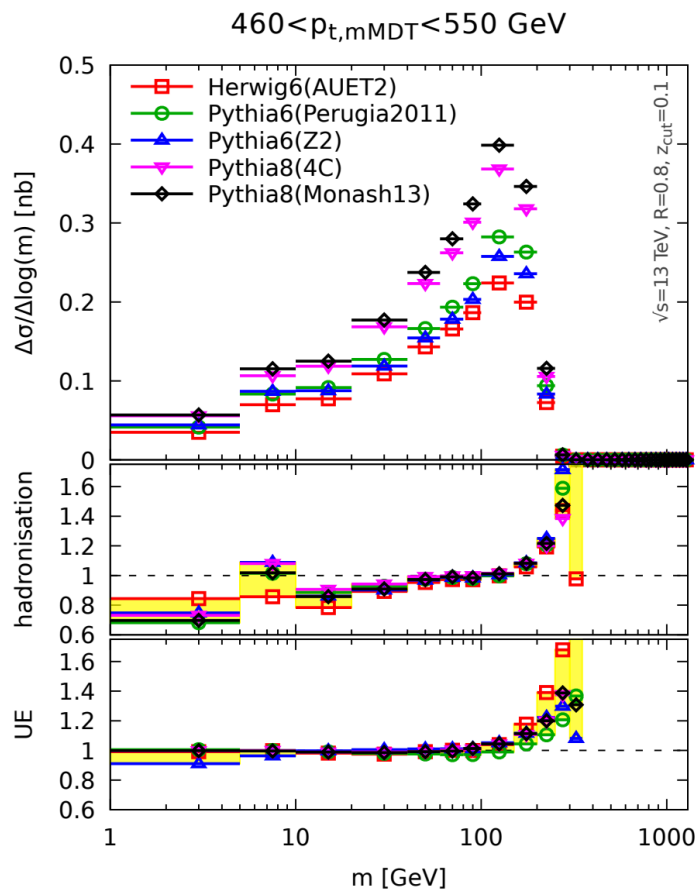 460<p_t,mMDT<550 GeV
Δσ/Δlog(m) [nb]
0.5
0.4
0.3
0.2
0.1
0
Herwig6(AUET2)
Pythia6(Perugia2011)
Pythia6(Z2)
Pythia8(4C)
Pythia8(Monash13)
√s=13 TeV, R=0.8, z_cut=0.1
hadronisation
1.6
1.4
1.2
1
0.8
0.6
UE
1.6
1.4
1.2
1
0.8
0.6
1 10 100 1000
m [GeV]